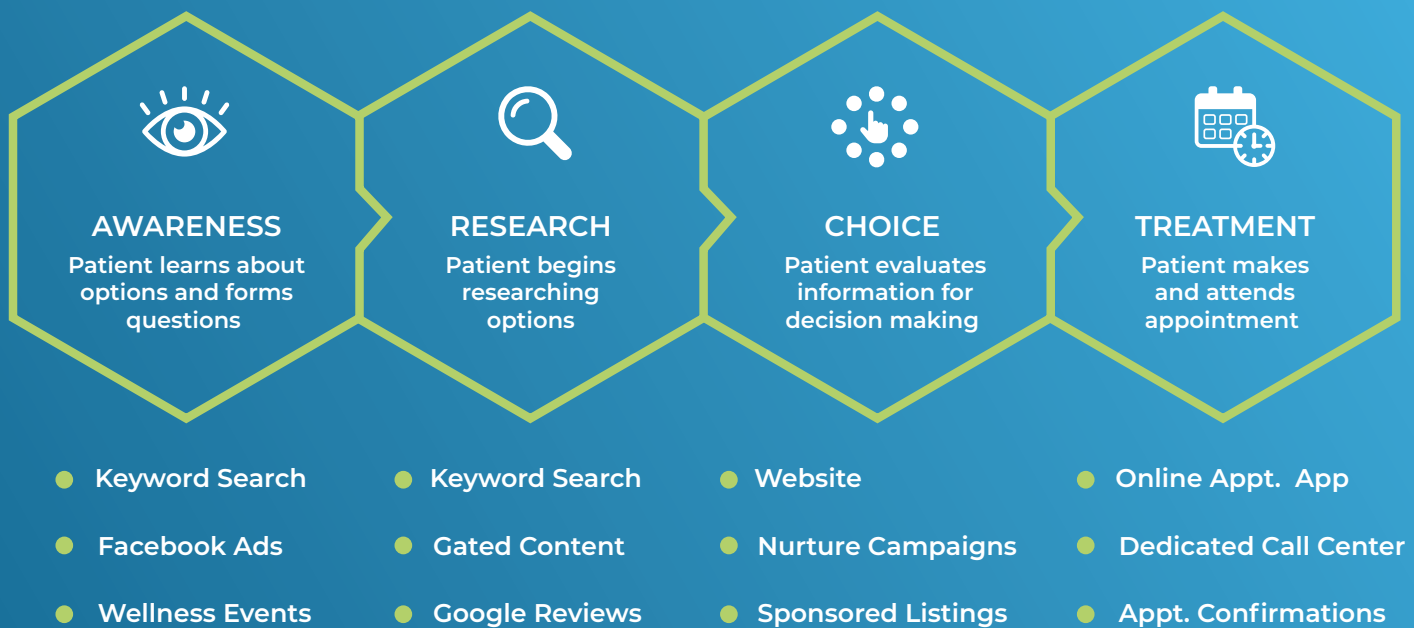 AWARENESS
Patient learns about
options and forms
questions
RESEARCH
Patient begins
researching
options
CHOICE
Patient evaluates
information for
decision making
TREATMENT
Patient makes
and attends
appointment
Keyword Search
Facebook Ads
Wellness Events
Keyword Search
Gated Content
Google Reviews
Website
Nurture Campaigns
Sponsored Listings
Online Appt.  App
Dedicated Call Center
Appt. Confirmations